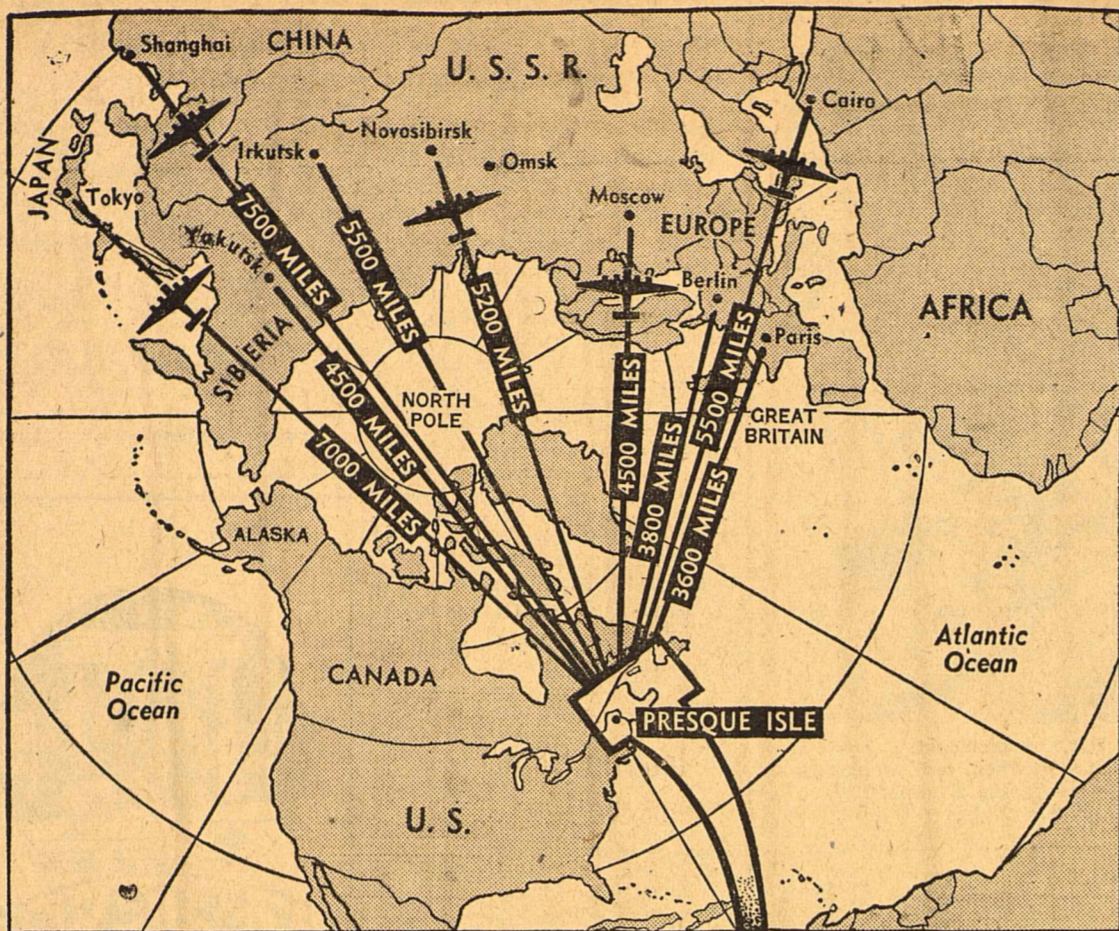 Shanghai
CHINA
U. S. S. R.
Cairo
Novosibirsk
Irkutsk
Omsk
JAPAN
Tokyo
Moscow
EUROPE
Yakutsk
Berlin
7500 MILES
5500 MILES
5200 MILES
AFRICA
SIBERIA
Paris
4500 MILES
NORTH
POLE
4500 MILES
5500 MILES
GREAT
BRITAIN
7000 MILES
3800 MILES
3600 MILES
ALASKA
CANADA
Atlantic
Ocean
Pacific
Ocean
PRESQUE ISLE
U. S.